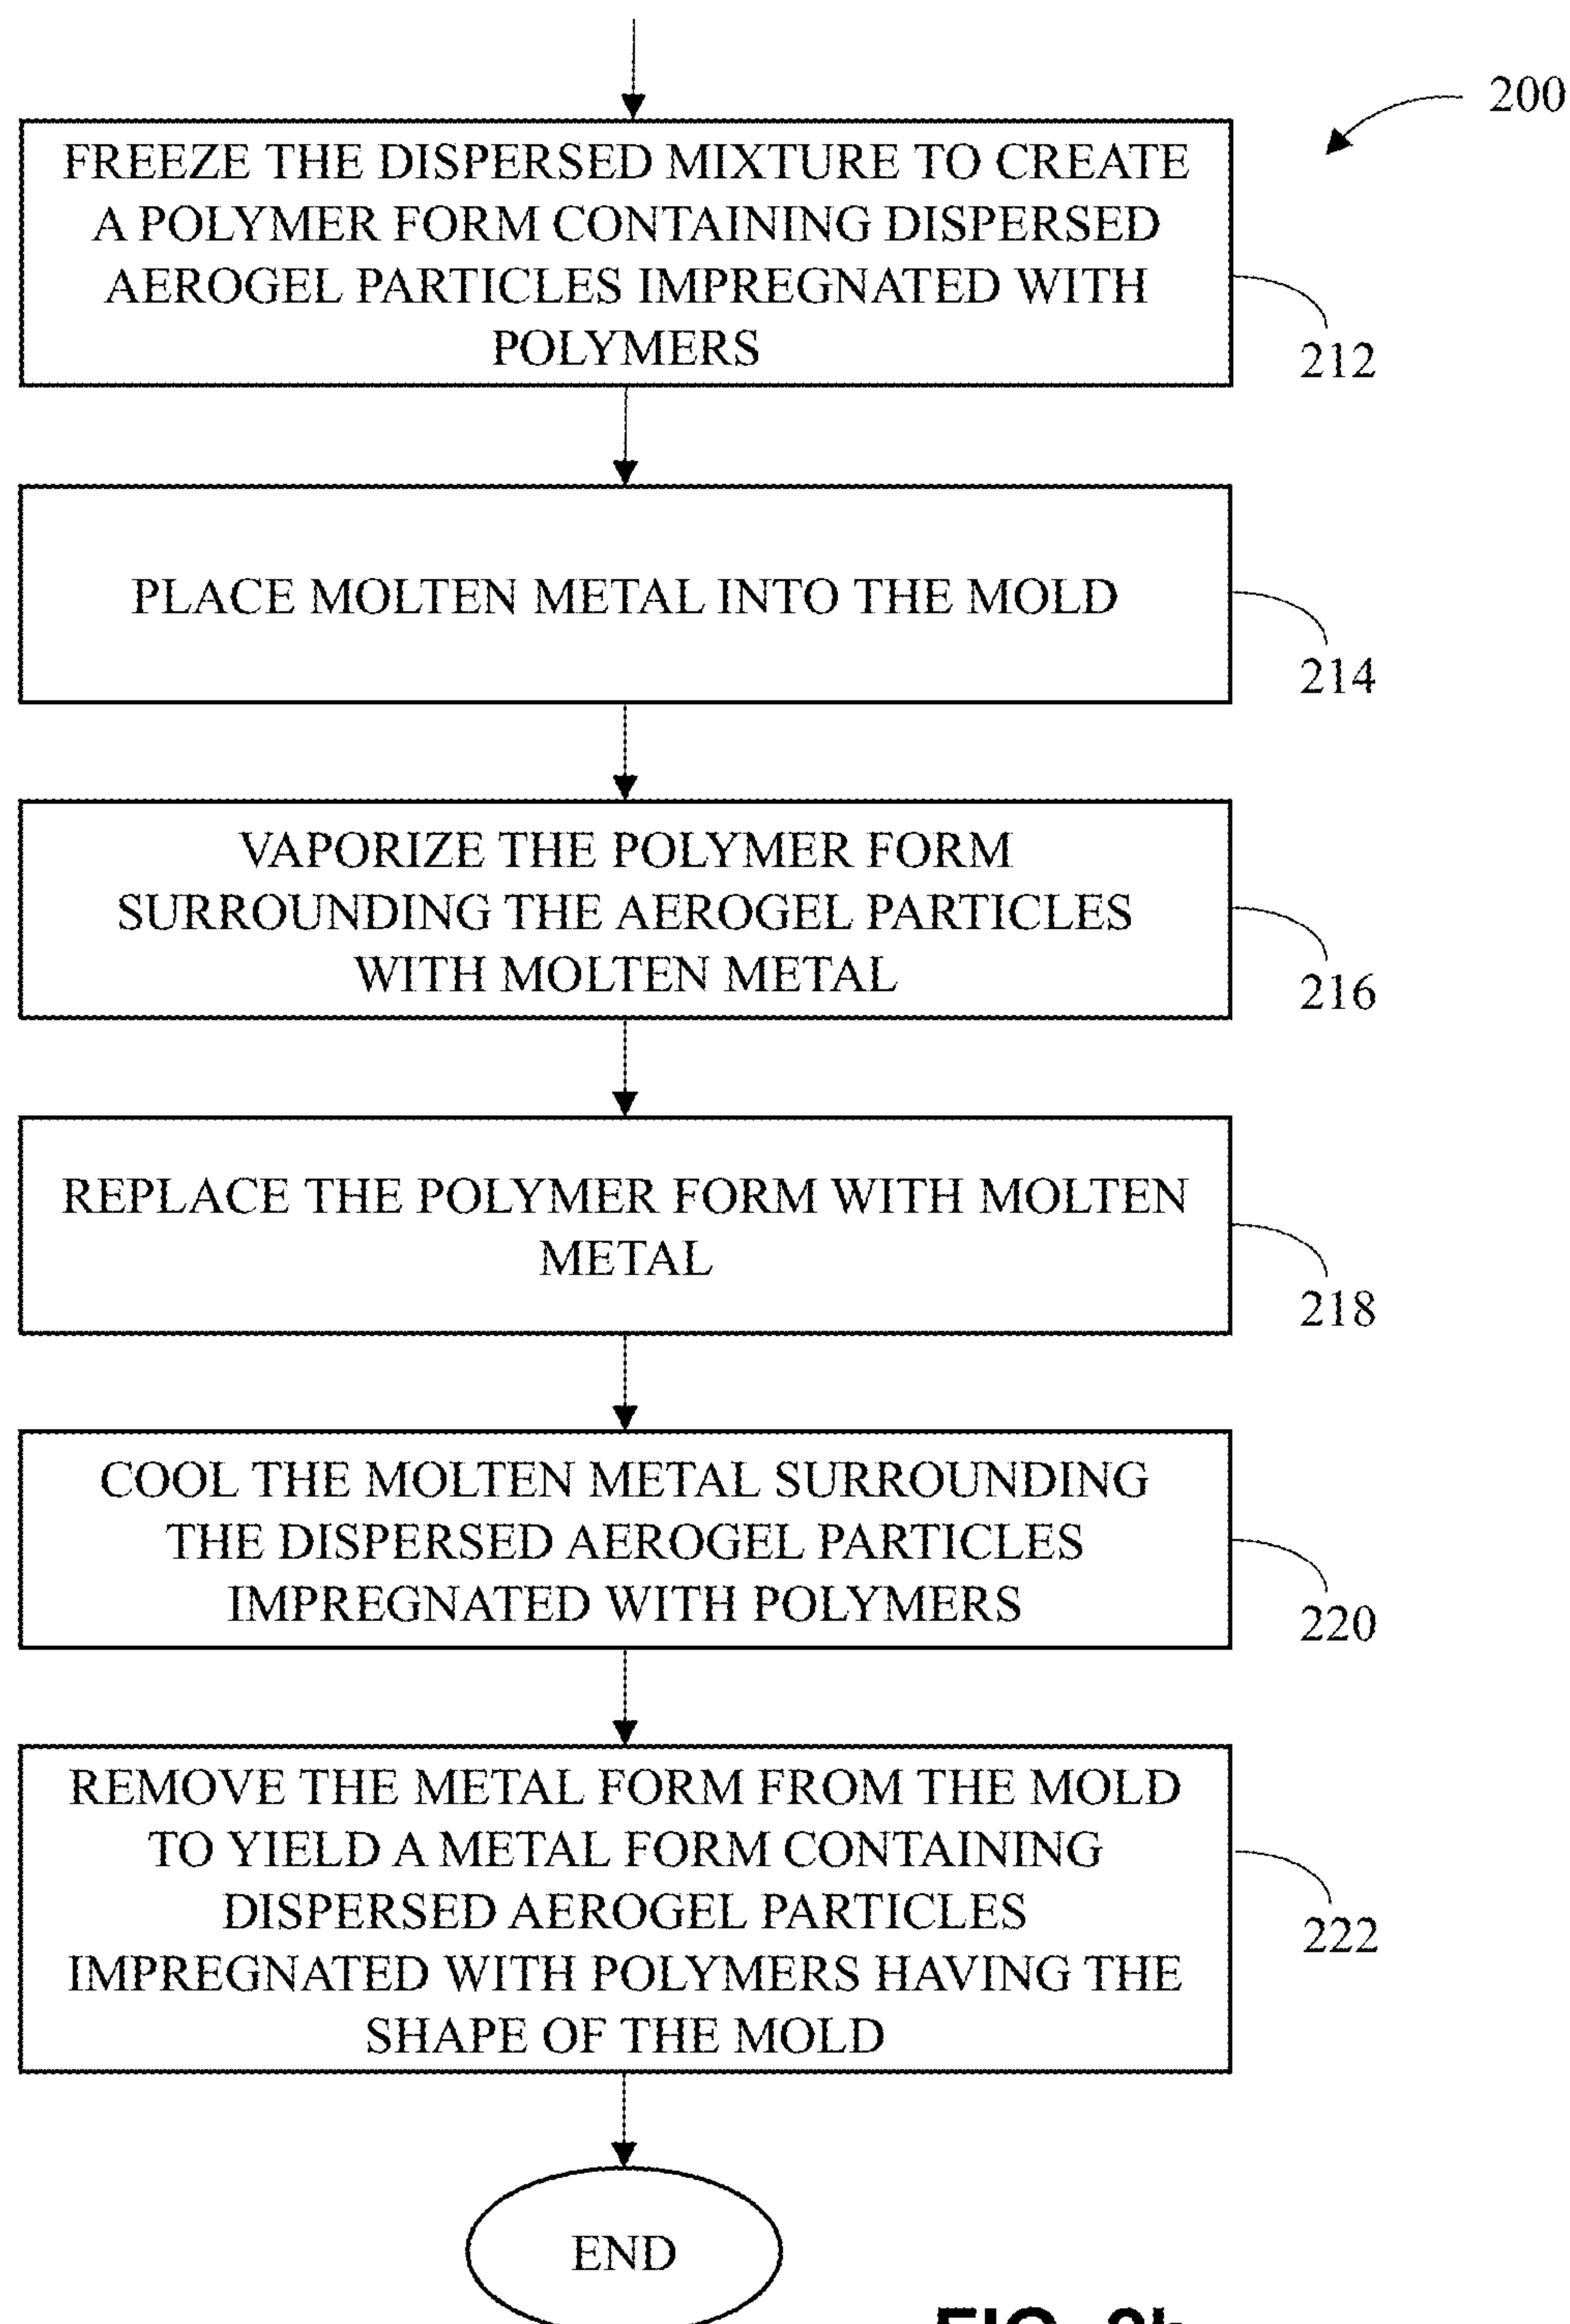 200
FREEZE THE DISPERSED MIXTURE TO CREATE
A POLYMER FORM CONTAINING DISPERSED
AEROGEL PARTICLES IMPREGNATED WITH
POLYMERS
212
PLACE MOLTEN METAL INTO THE MOLD
214
VAPORIZE THE POLYMER FORM
SURROUNDING THE AEROGEL PARTICLES
WITH MOLTEN METAL
216
REPLACE THE POLYMER FORM WITH MOLTEN
METAL
218
COOL THE MOLTEN METAL SURROUNDING
THE DISPERSED AEROGEL PARTICLES
IMPREGNATED WITH POLYMERS
220
REMOVE THE METAL FORM FROM THE MOLD
TO YIELD A METAL FORM CONTAINING
DISPERSED AEROGEL PARTICLES
IMPREGNATED WITH POLYMERS HAVING THE
SHAPE OF THE MOLD
222
END